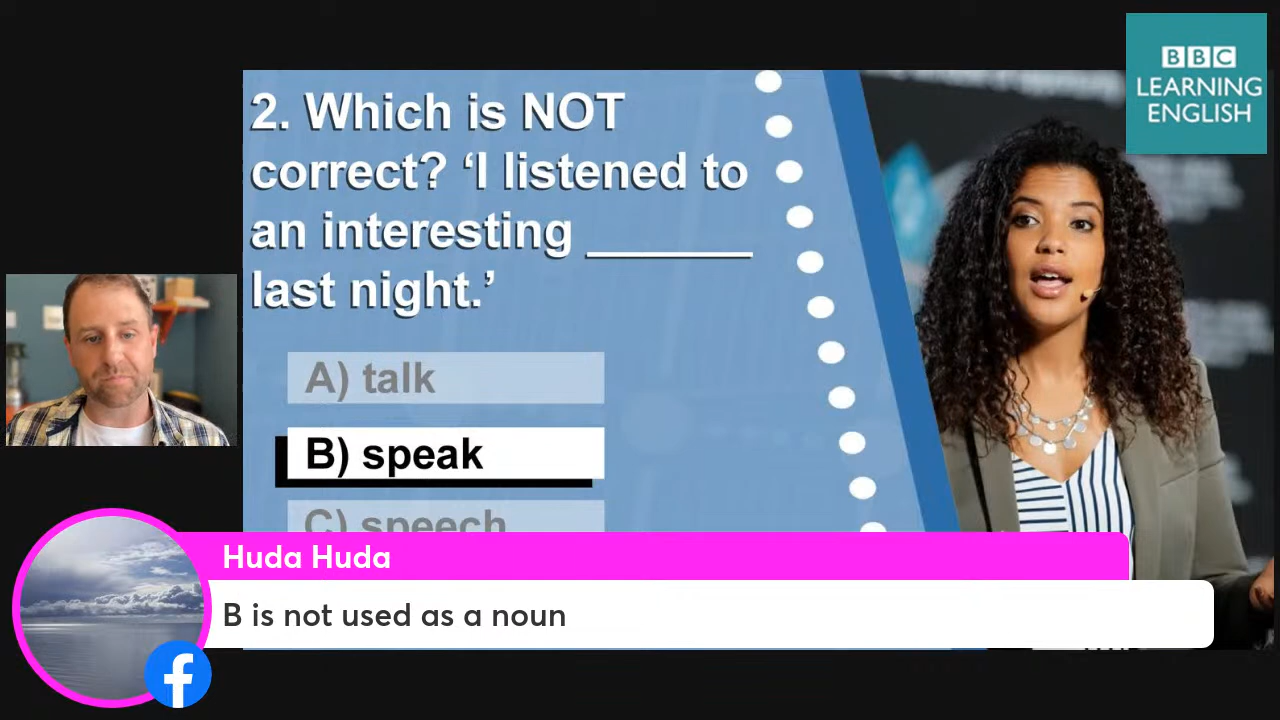 BBC
LEARNING
ENGLISH
2. Which is NOT
correct? ‘I listened to
an interesting ______
last night.’
A) talk
B) speak
C) speech
Huda Huda
B is not used as a noun